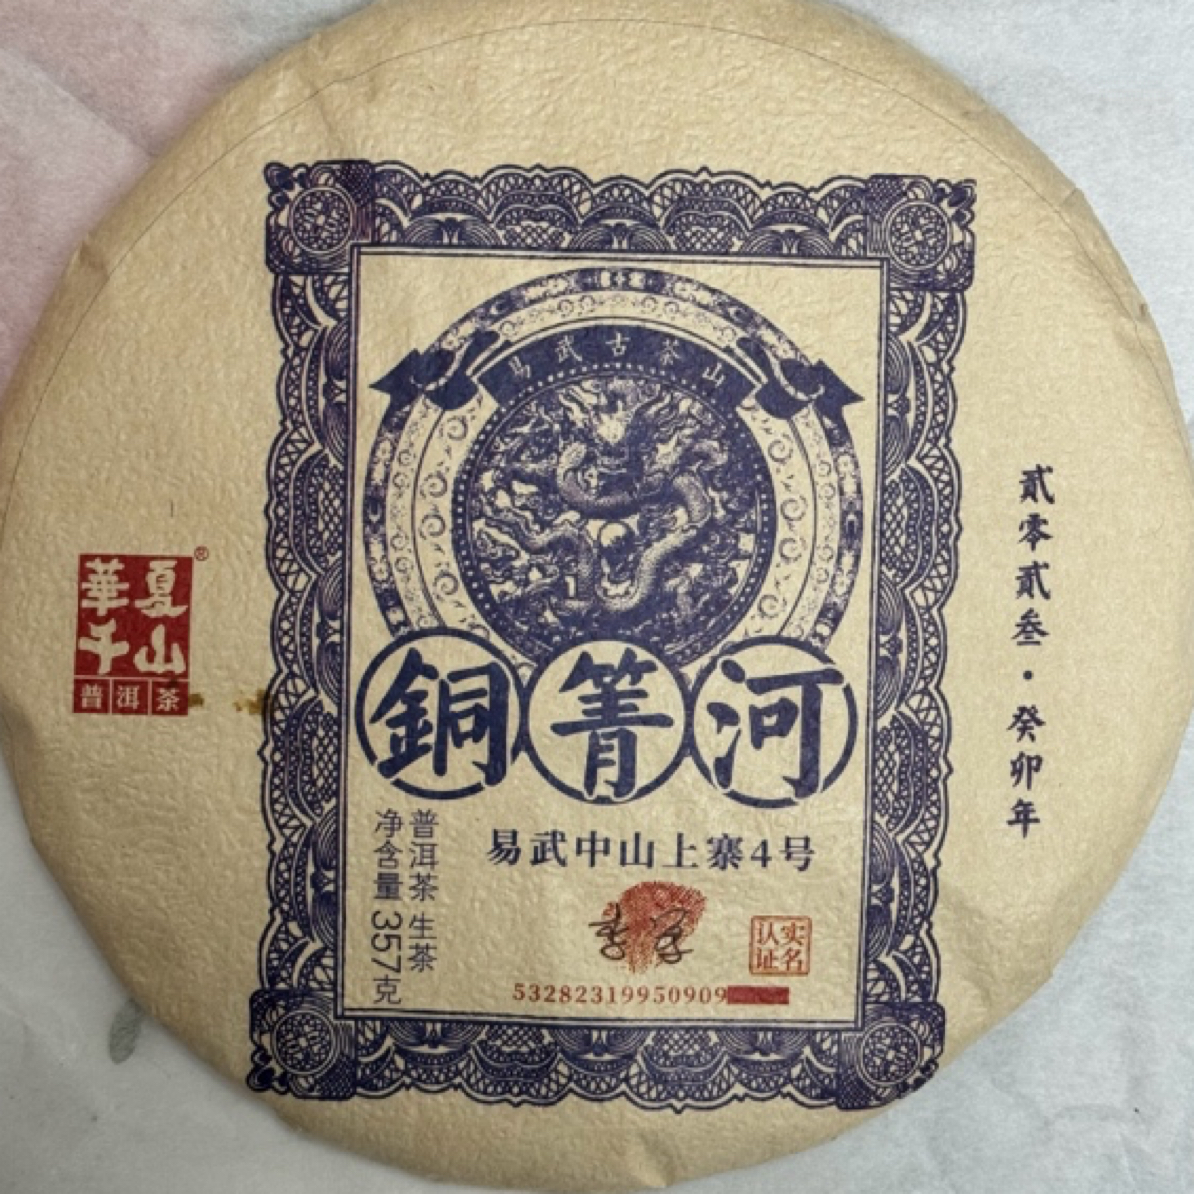 易武古茶山
銅箐河
易武中山上寨4号
普洱茶 生茶
净含量 357克
53282319950909
实名
认证
華夏
千山
®
普洱茶
贰零贰叁·癸卯年